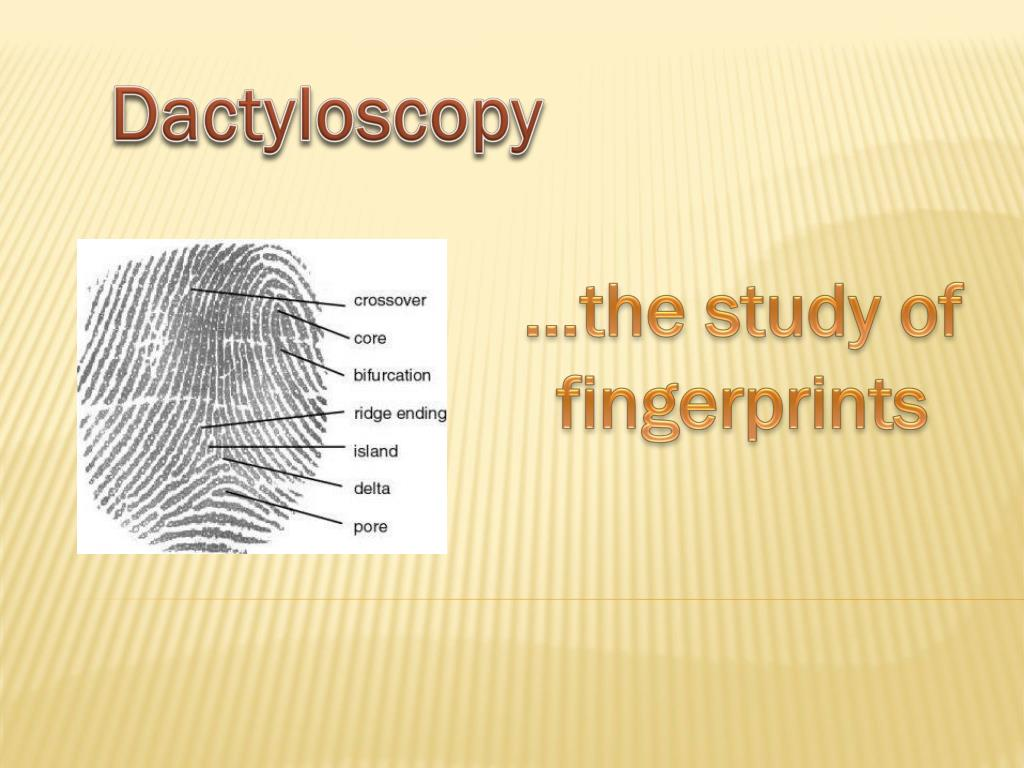 Dactyloscopy
crossover
core
bifurcation
ridge ending
island
delta
pore
...the study of
fingerprints